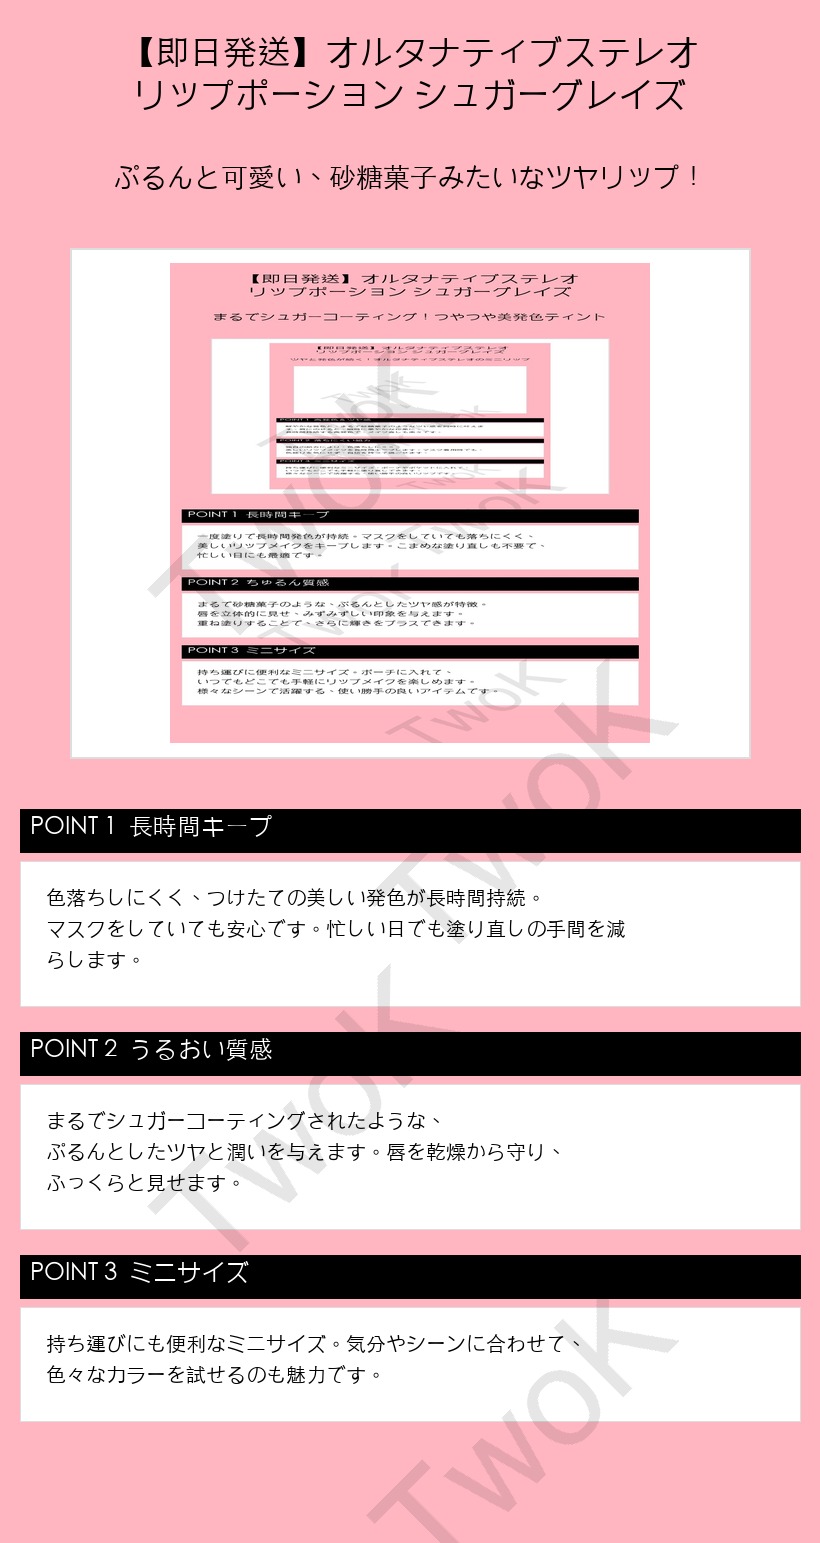 【即日発送】オルタナティブステレオ
リップポーション シュガーグレイズ
ぷるんと可愛い、砂糖菓子みたいなツヤリップ！
【即日発送】オルタナティブステレオ
リップポーション シュガーグレイズ
まるでシュガーコーティング！つやつや美発色ティント
【即日発送】オルタナティブステレオ
リップポーション シュガーグレイズ
ツヤと発色が続く！オルタナティブステレオのミニリップ
POINT 1 長時間キープ
一度塗りで長時間発色が持続。マスクをしていても落ちにくく、
美しいリップメイクをキープします。こまめな塗り直しも不要で、
忙しい日にも最適です。
POINT 2 ちゅるん質感
まるで砂糖菓子のような、ぷるんとしたツヤ感が特徴。
唇を立体的に見せ、みずみずしい印象を与えます。
重ね塗りすることで、さらに輝きをプラスできます。
POINT 3 ミニサイズ
持ち運びに便利なミニサイズ。ポーチに入れて、
いつでもどこでも手軽にリップメイクを楽しめます。
様々なシーンで活躍する、使い勝手の良いアイテムです。
TwoK
TwoK
TwoK
POINT 1 長時間キープ
色落ちしにくく、つけたての美しい発色が長時間持続。
マスクをしていても安心です。忙しい日でも塗り直しの手間を減
らします。
POINT 2 うるおい質感
まるでシュガーコーティングされたような、
ぷるんとしたツヤと潤いを与えます。唇を乾燥から守り、
ふっくらと見せます。
TwoK
POINT 3 ミニサイズ
持ち運びにも便利なミニサイズ。気分やシーンに合わせて、
色々なカラーを試せるのも魅力です。
TwoK